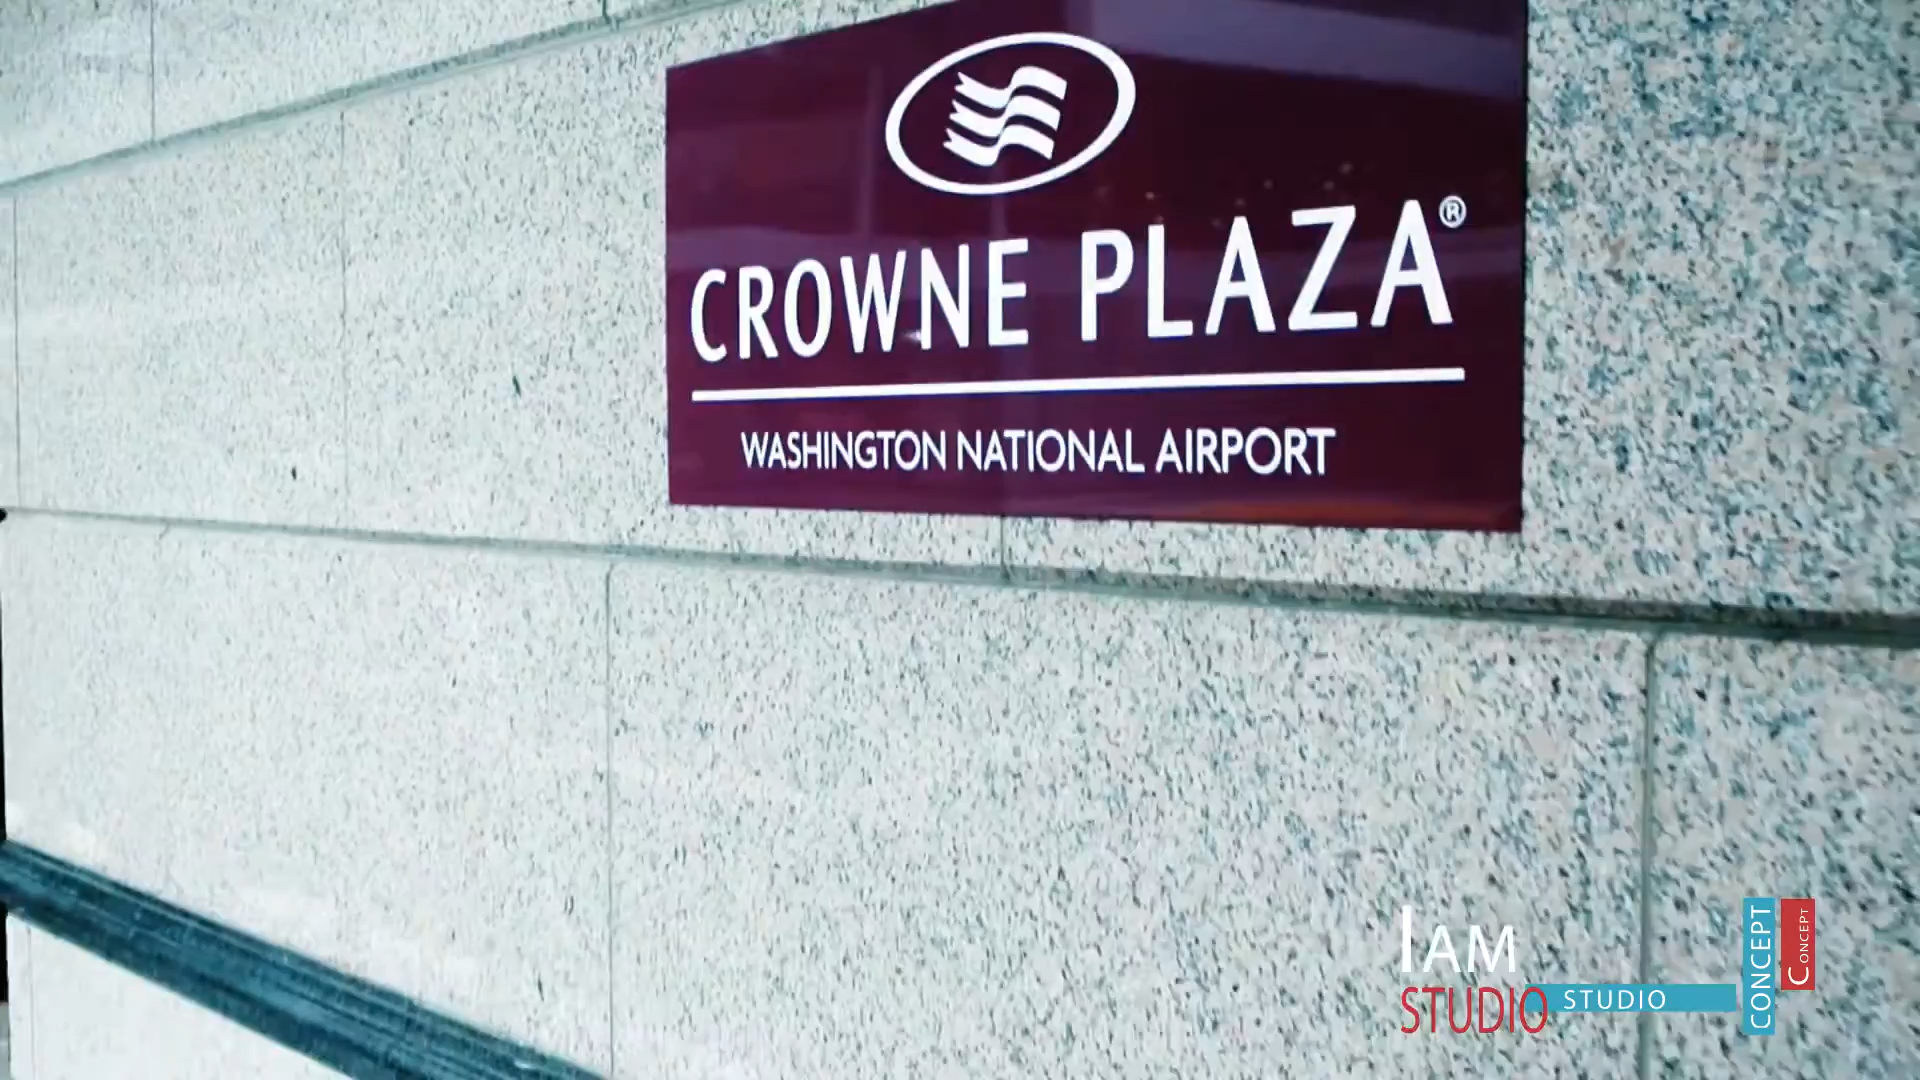 CROWNE PLAZA®
WASHINGTON NATIONAL AIRPORT
IAM
STUDIO
STUDIO
CONCEPT
CONCEPT